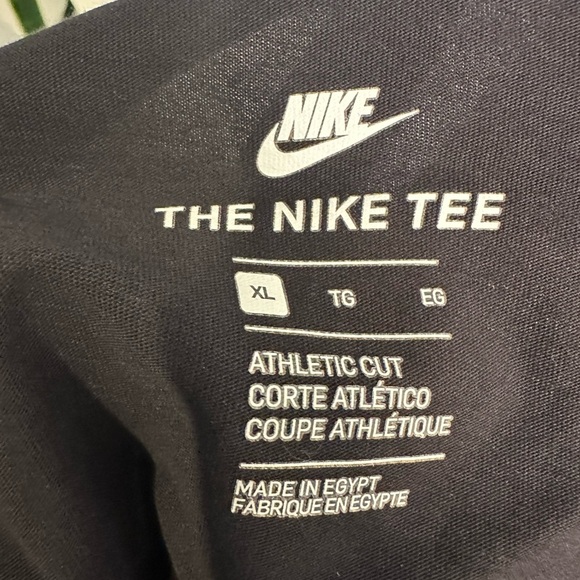 NIKE
THE NIKE TEE
XL TG EG
ATHLETIC CUT
CORTE ATLÉTICO
COUPE ATHLÉTIQUE
MADE IN EGYPT
FABRIQUE EN EGYPTE